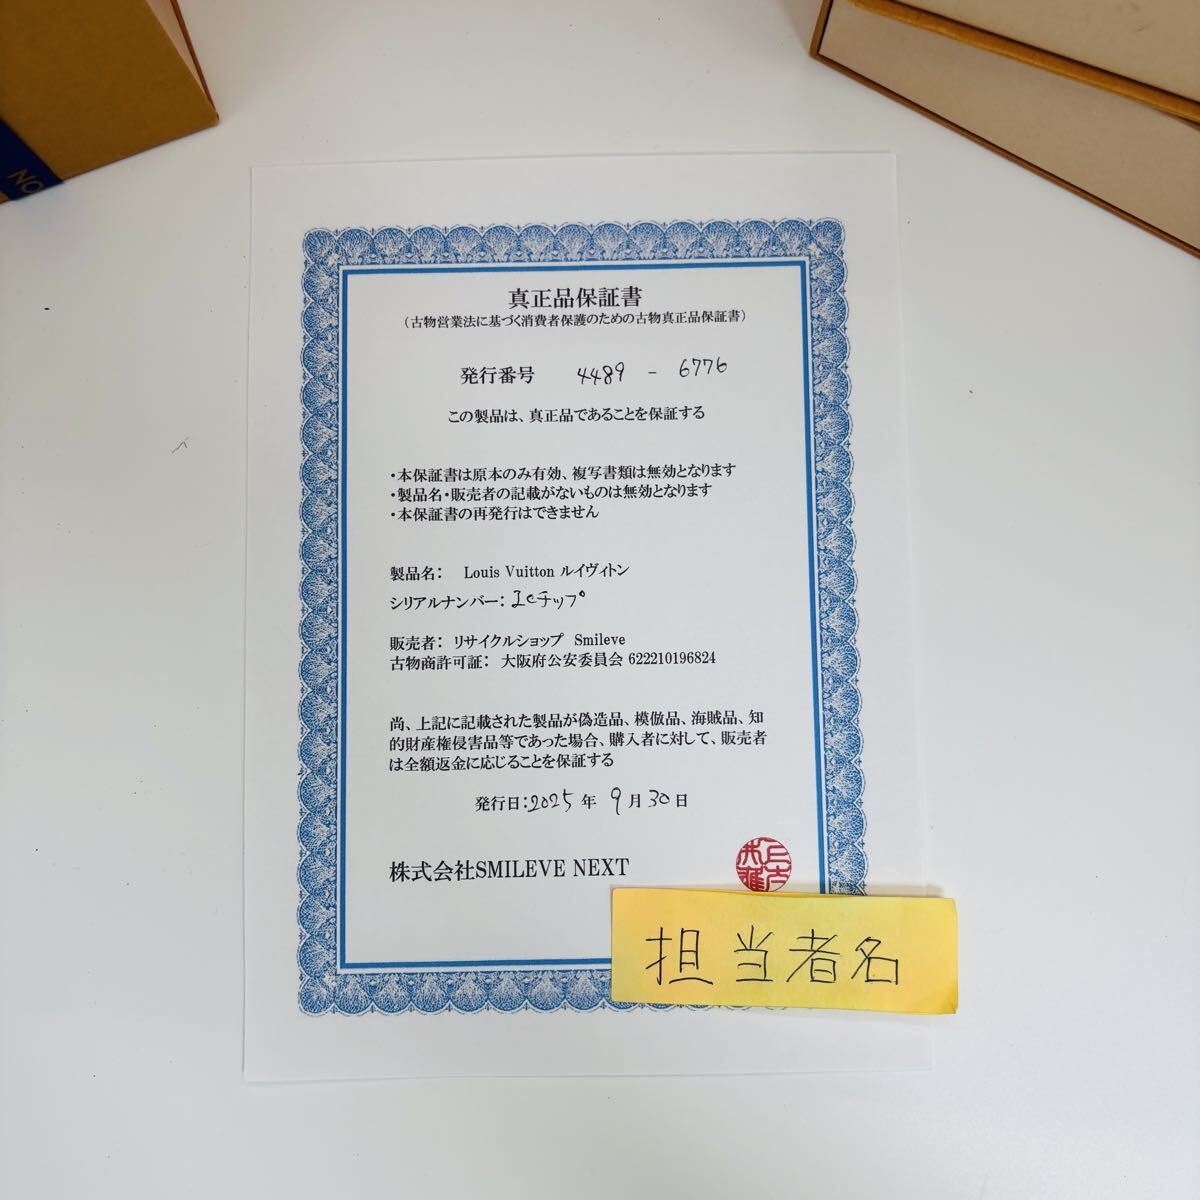 NO
真正品保証書
（古物営業法に基づく消費者保護のための古物真正品保証書）
発行番号 4489 - 6776
この製品は、真正品であることを保証する
・本保証書は原本のみ有効、複写書類は無効となります
・製品名・販売者の記載がないものは無効となります
・本保証書の再発行はできません
製品名： Louis Vuitton ルイヴィトン
シリアルナンバー：Icチップ
販売者： リサイクルショップ Smileve
古物商許可証： 大阪府公安委員会 622210196824
尚、上記に記載された製品が偽造品、模倣品、海賊品、知
的財産権侵害品等であった場合、購入者に対して、販売者
は全額返金に応じることを保証する
発行日：2025 年 9 月 30 日
株式会社SMILEVE NEXT
担当者名